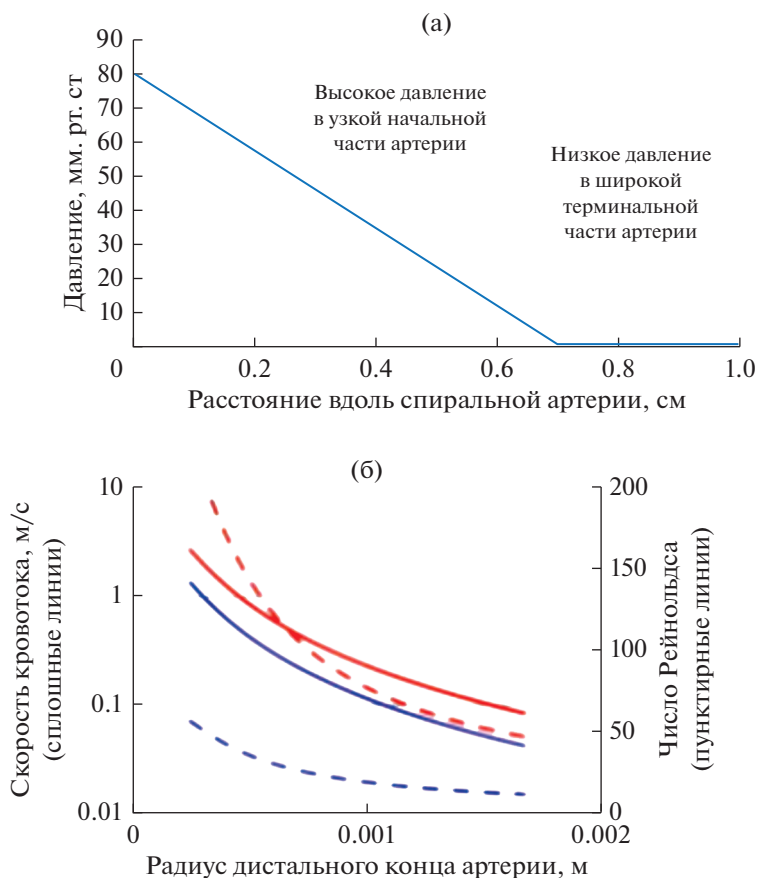 (а)
Давление, мм. рт. ст
80
70
60
50
40
30
20
10
0
0.2
0.4
0.6
0.8
1.0
Высокое давление
в узкой начальной
части артерии
Низкое давление
в широкой
терминальной
части артерии
Расстояние вдоль спиральной артерии, см
(б)
Скорость кровотока, м/с
(сплошные линии)
10
1
0.1
0.01
200
150
100
50
0
Число Рейнольдса
(пунктирные линии)
0
0.001
0.002
Радиус дистального конца артерии, м